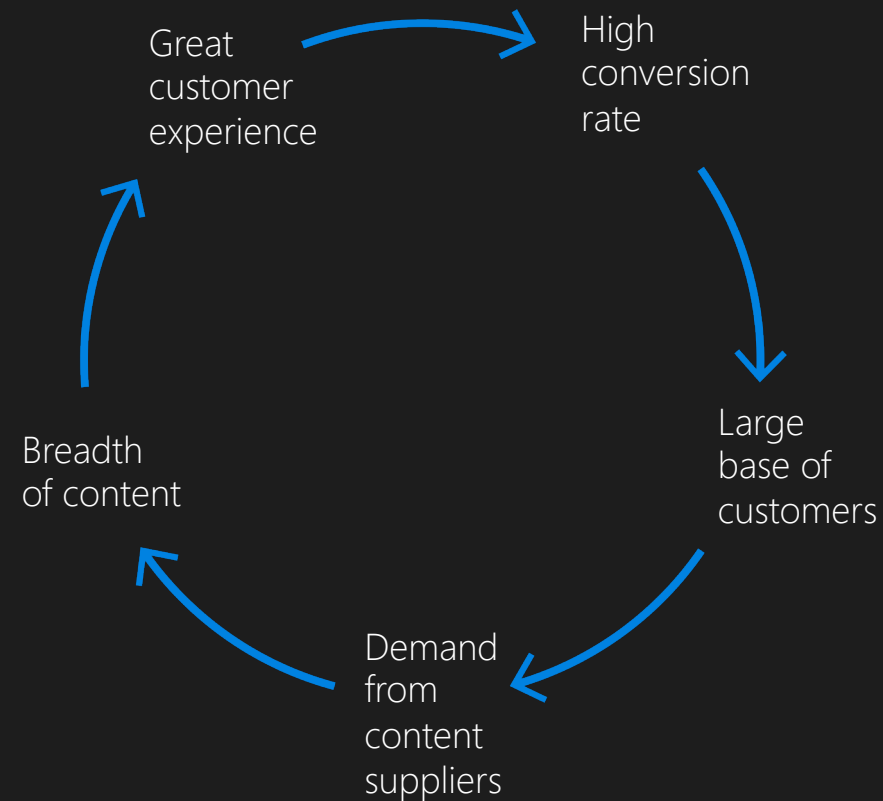 Great
customer
experience
High
conversion
rate
Large
base of
customers
Demand
from
content
suppliers
Breadth
of content